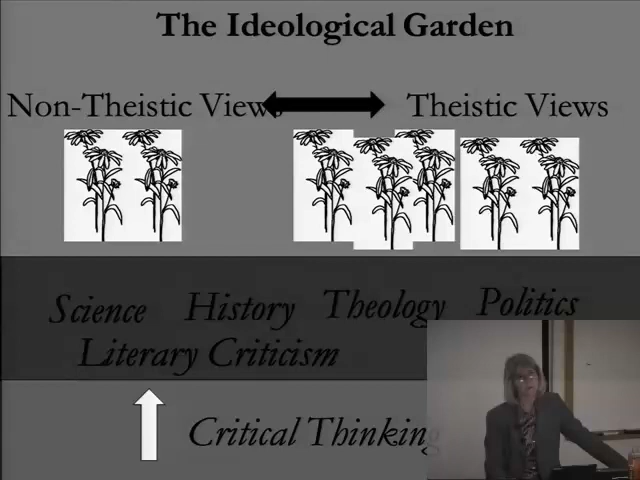 The Ideological Garden
Non-Theistic Views Theistic Views
Science History Theology Politics
Literary Criticism
Critical Thinking